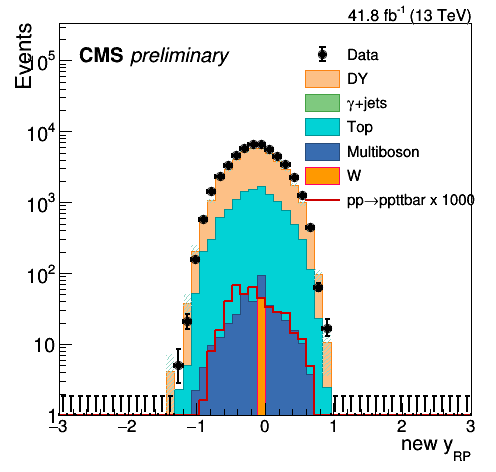 41.8 fb⁻¹ (13 TeV)
Events
CMS preliminary
Data
DY
γ+jets
Top
Multiboson
W
pp→ppttbar x 1000
10⁵
10⁴
10³
10²
10
1
−3 −2 −1 0 1 2 3
new y_RP